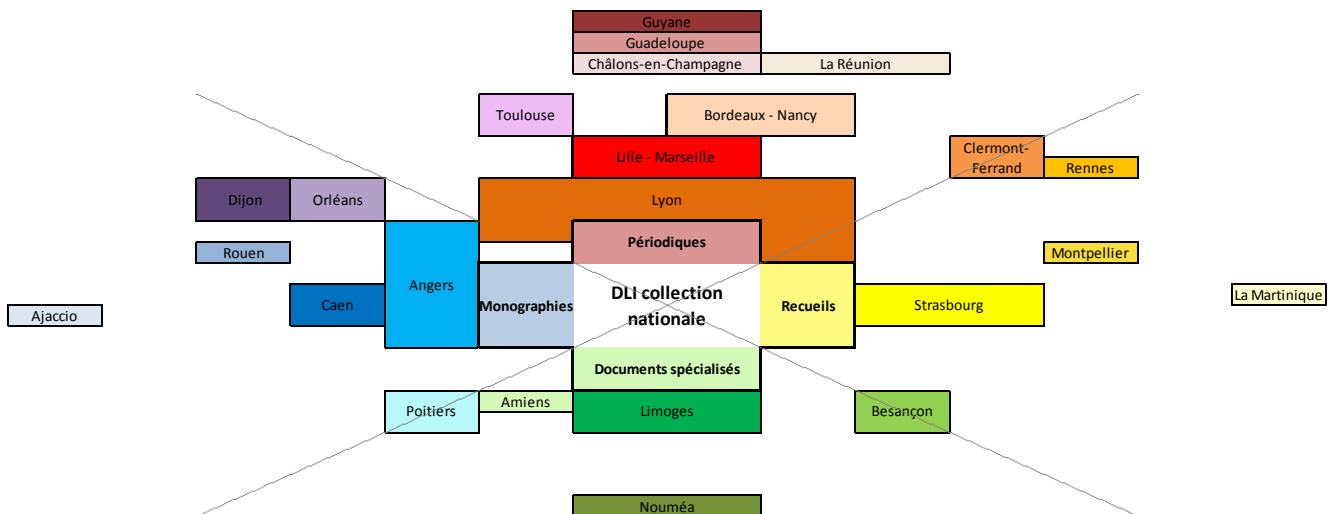 Guyane
Guadeloupe
Châlons-en-Champagne
La Réunion
Toulouse
Bordeaux - Nancy
Lille - Marseille
Clermont-
Ferrand
Rennes
Dijon
Orléans
Lyon
Périodiques
Rouen
Montpellier
Angers
Monographies
DLI collection
nationale
Recueils
Caen
Strasbourg
La Martinique
Ajaccio
Documents spécialisés
Poitiers
Amiens
Limoges
Besançon
Nouméa